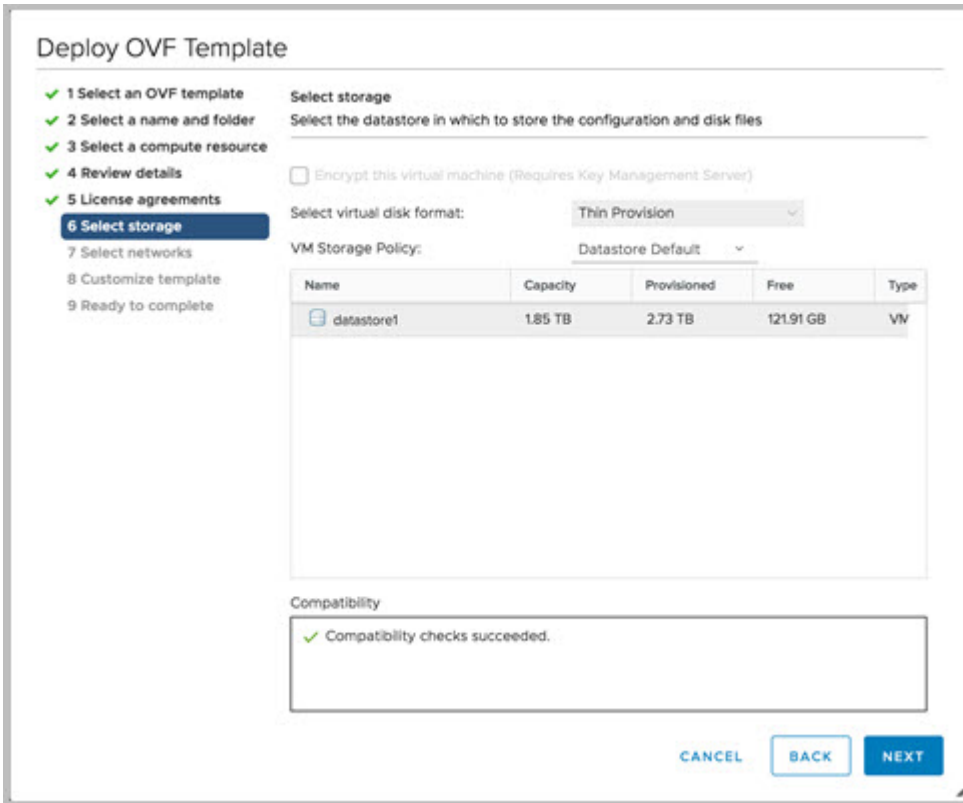 Deploy OVF Template
1 Select an OVF template
2 Select a name and folder
3 Select a compute resource
4 Review details
5 License agreements
6 Select storage
7 Select networks
8 Customize template
9 Ready to complete
Select storage
Select the datastore in which to store the configuration and disk files
Encrypt this virtual machine (Requires Key Management Server)
Select virtual disk format: Thin Provision
VM Storage Policy: Datastore Default
Name Capacity Provisioned Free Type
datastore1 1.85 TB 2.73 TB 121.91 GB VM
Compatibility
Compatibility checks succeeded.
CANCEL BACK NEXT